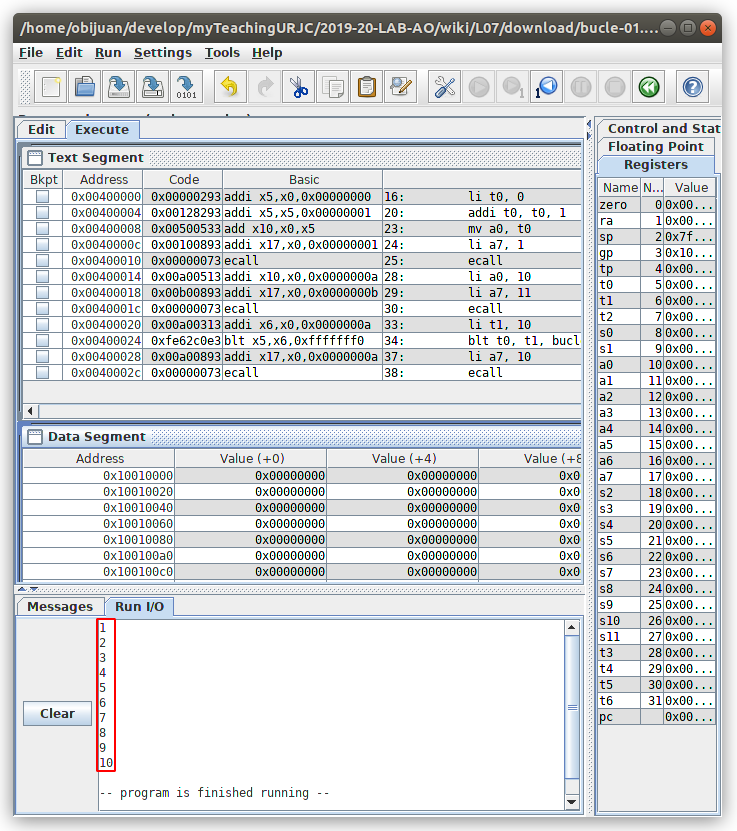 /home/obijuan/develop/myTeachingURJC/2019-20-LAB-AO/wiki/L07/download/bucle-01....
File Edit Run Settings Tools Help
Edit Execute
Text Segment
Bkpt Address Code Basic
0x00400000 0x00000293 addi x5,x0,0x00000000 16: li t0, 0
0x00400004 0x00128293 addi x5,x5,0x00000001 20: addi t0, t0, 1
0x00400008 0x00500533 add x10,x0,x5 23: mv a0, t0
0x0040000c 0x00100893 addi x17,x0,0x00000001 24: li a7, 1
0x00400010 0x00000073 ecall 25: ecall
0x00400014 0x00a00513 addi x10,x0,0x0000000a 28: li a0, 10
0x00400018 0x00b00893 addi x17,x0,0x0000000b 29: li a7, 11
0x0040001c 0x00000073 ecall 30: ecall
0x00400020 0x00a00313 addi x6,x0,0x0000000a 33: li t1, 10
0x00400024 0xfe62c0e3 blt x5,x6,0xfffffff0 34: blt t0, t1, bucl
0x00400028 0x00a00893 addi x17,x0,0x0000000a 37: li a7, 10
0x0040002c 0x00000073 ecall 38: ecall
Data Segment
Address Value (+0) Value (+4) Value (+8
0x10010000 0x00000000 0x00000000 0x0
0x10010020 0x00000000 0x00000000 0x0
0x10010040 0x00000000 0x00000000 0x0
0x10010060 0x00000000 0x00000000 0x0
0x10010080 0x00000000 0x00000000 0x0
0x100100a0 0x00000000 0x00000000 0x0
0x100100c0 0x00000000 0x00000000 0x0
Messages Run I/O
Clear
1
2
3
4
5
6
7
8
9
10
-- program is finished running --
Control and Stat
Floating Point
Registers
Name N... Value
zero 0 0x00...
ra 1 0x00...
sp 2 0x7f...
gp 3 0x10...
tp 4 0x00...
t0 5 0x00...
t1 6 0x00...
t2 7 0x00...
s0 8 0x00...
s1 9 0x00...
a0 10 0x00...
a1 11 0x00...
a2 12 0x00...
a3 13 0x00...
a4 14 0x00...
a5 15 0x00...
a6 16 0x00...
a7 17 0x00...
s2 18 0x00...
s3 19 0x00...
s4 20 0x00...
s5 21 0x00...
s6 22 0x00...
s7 23 0x00...
s8 24 0x00...
s9 25 0x00...
s10 26 0x00...
s11 27 0x00...
t3 28 0x00...
t4 29 0x00...
t5 30 0x00...
t6 31 0x00...
pc 0x00...